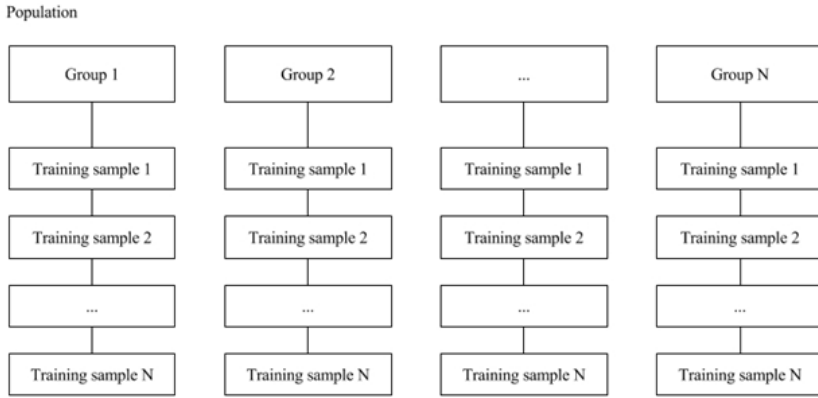 Population
Group 1
Group 2
...
Group N
Training sample 1
Training sample 1
Training sample 1
Training sample 1
Training sample 2
Training sample 2
Training sample 2
Training sample 2
...
...
...
...
Training sample N
Training sample N
Training sample N
Training sample N